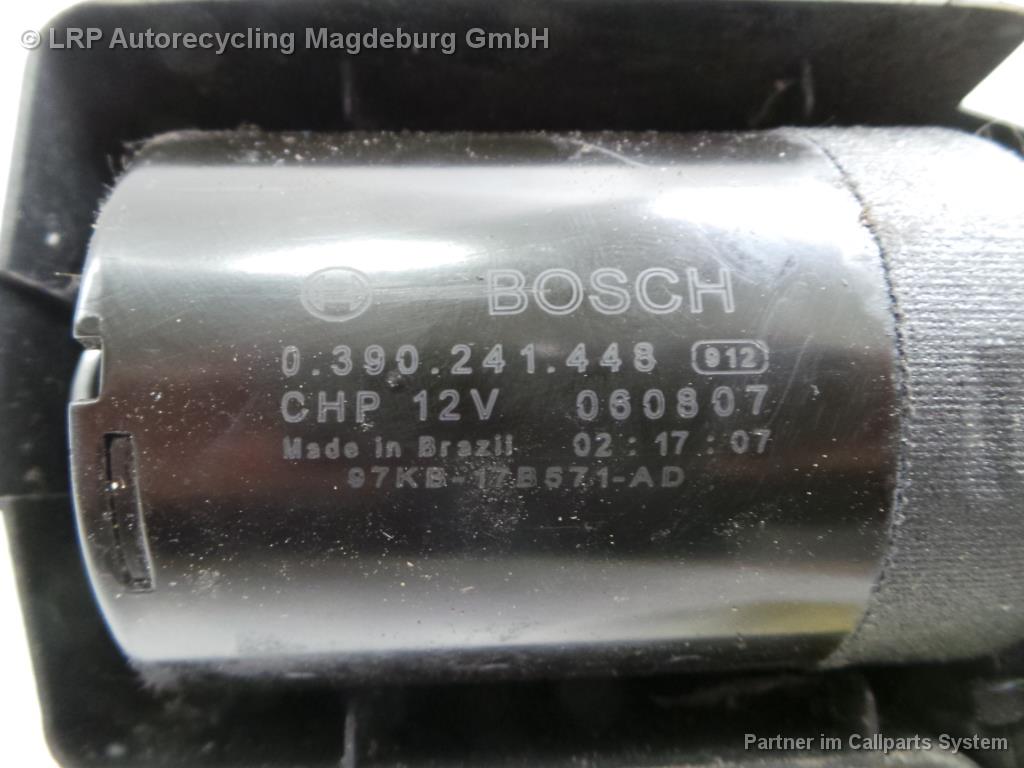 © LRP Autorecycling Magdeburg GmbH
BOSCH
0.390.241.448 912
CHP 12V 060807
Made in Brazil 02:17:07
97KB-17B571-AD
Partner im Callparts System